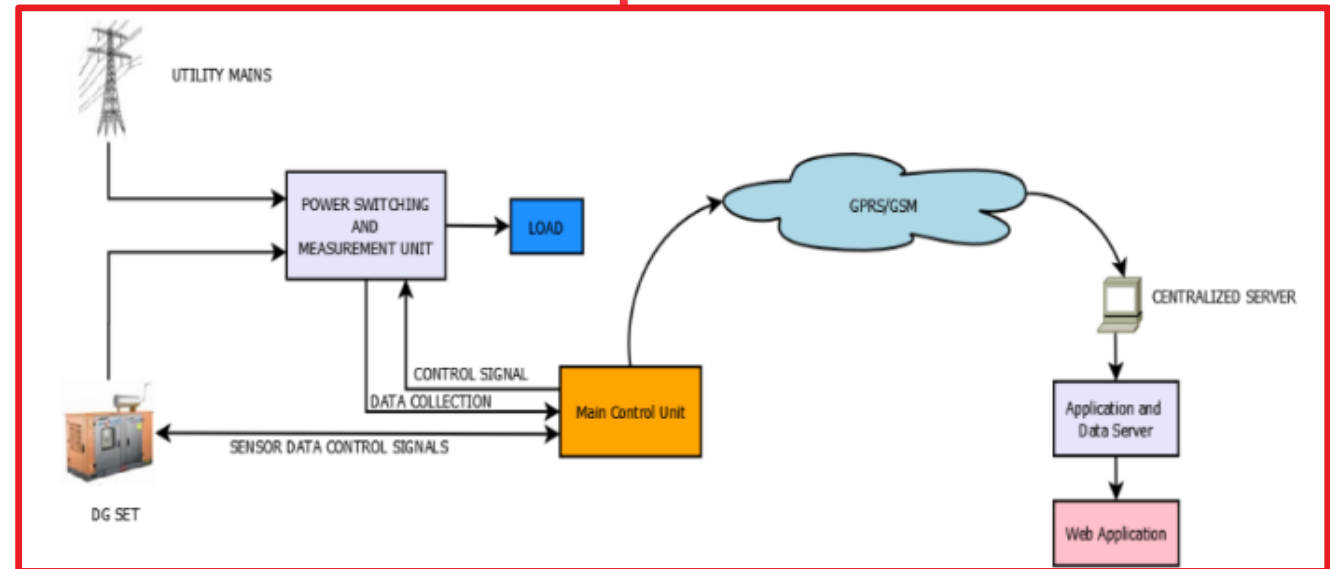 UTILITY MAINS
POWER SWITCHING
AND
MEASUREMENT UNIT
LOAD
GPRS/GSM
CENTRALIZED SERVER
CONTROL SIGNAL
DATA COLLECTION
Main Control Unit
SENSOR DATA CONTROL SIGNALS
DG SET
Application and
Data Server
Web Application